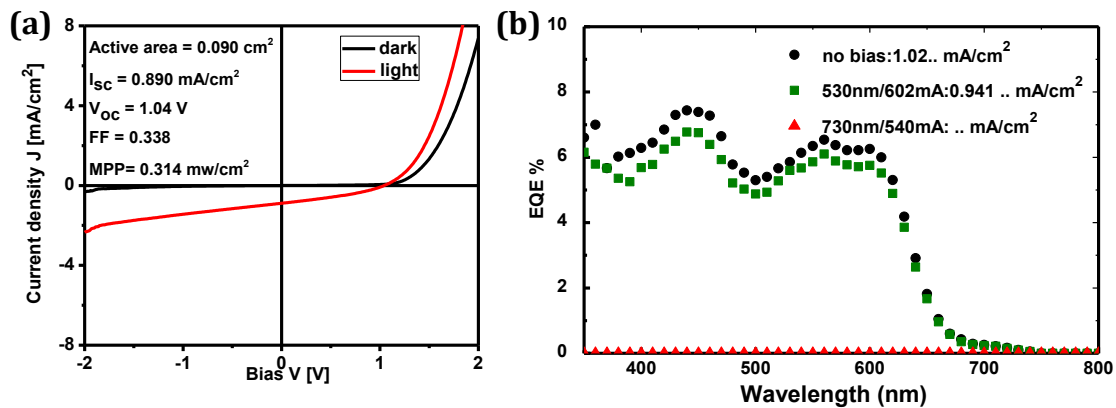 (a)
Active area = 0.090 cm²
I_SC = 0.890 mA/cm²
V_OC = 1.04 V
FF = 0.338
MPP= 0.314 mw/cm²
dark
light
Current density J [mA/cm²]
8
4
0
-4
-8
-2
-1
0
1
2
Bias V [V]
(b)
no bias:1.02.. mA/cm²
530nm/602mA:0.941 .. mA/cm²
730nm/540mA: .. mA/cm²
EQE %
10
8
6
4
2
0
400
500
600
700
800
Wavelength (nm)